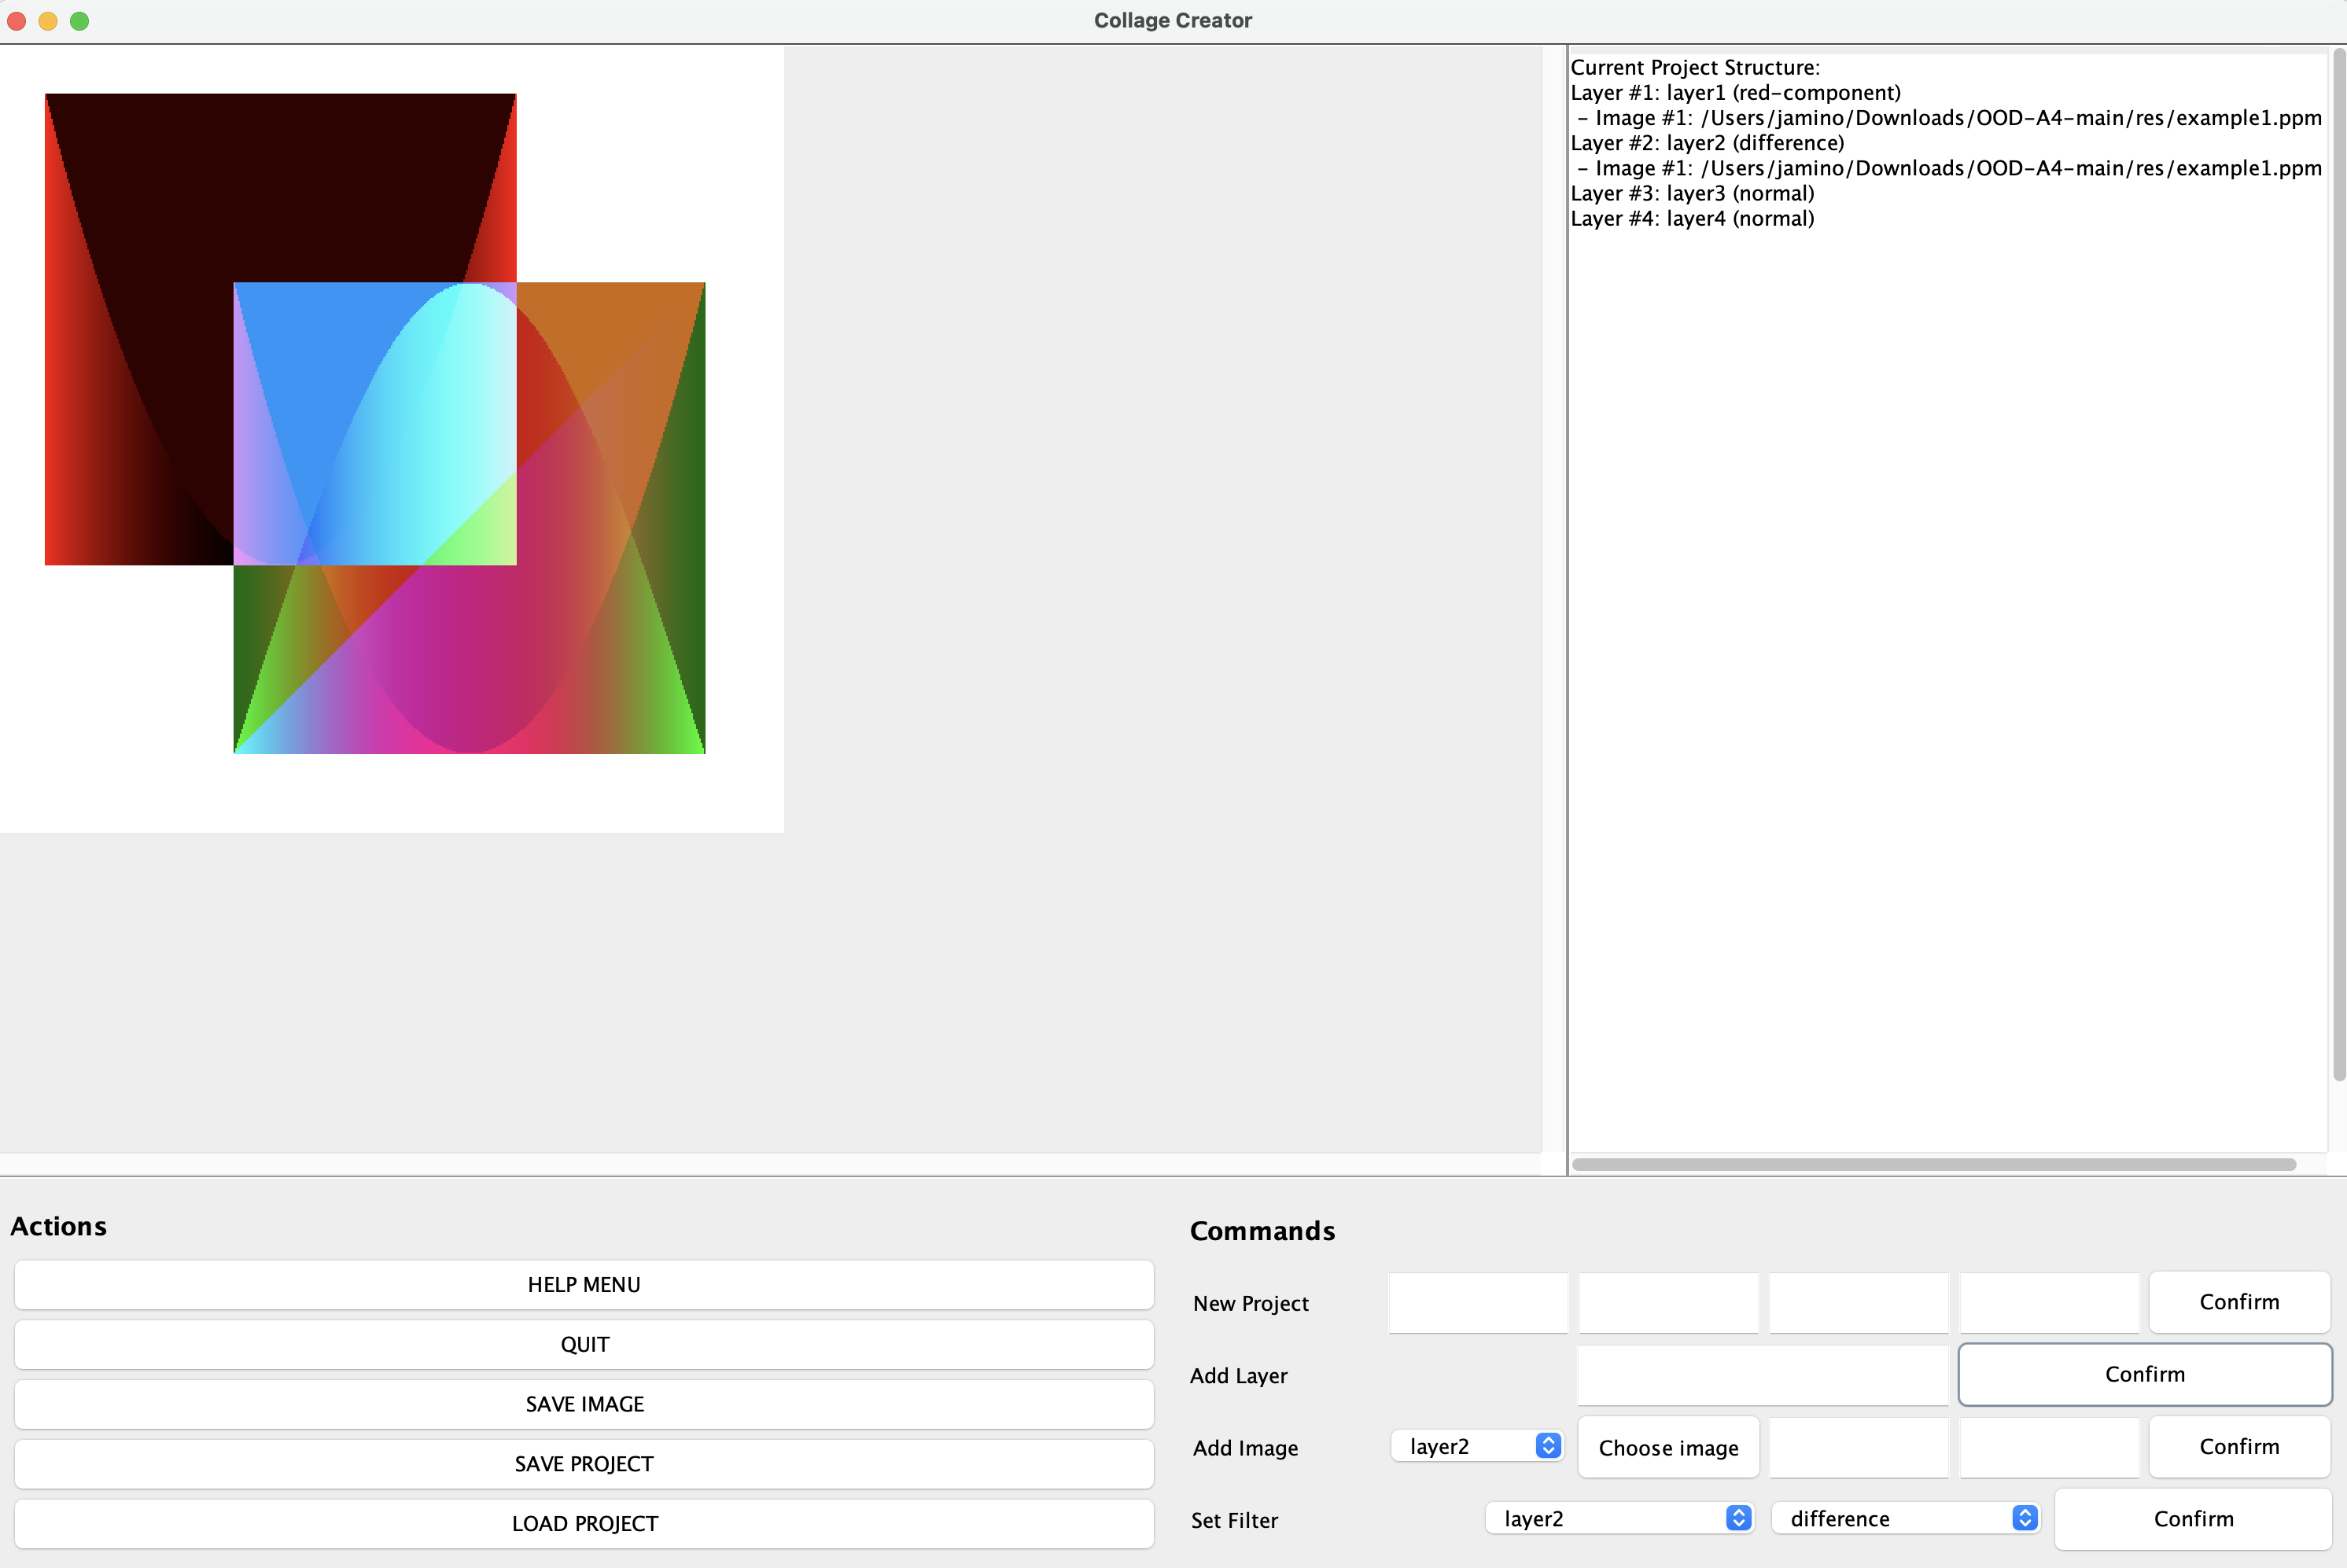 Collage Creator
Current Project Structure:
Layer #1: layer1 (red-component)
- Image #1: /Users/jamino/Downloads/OOD-A4-main/res/example1.ppm
Layer #2: layer2 (difference)
- Image #1: /Users/jamino/Downloads/OOD-A4-main/res/example1.ppm
Layer #3: layer3 (normal)
Layer #4: layer4 (normal)
Actions
HELP MENU
QUIT
SAVE IMAGE
SAVE PROJECT
LOAD PROJECT
Commands
New Project Confirm
Add Layer Confirm
Add Image layer2 Choose image Confirm
Set Filter layer2 difference Confirm